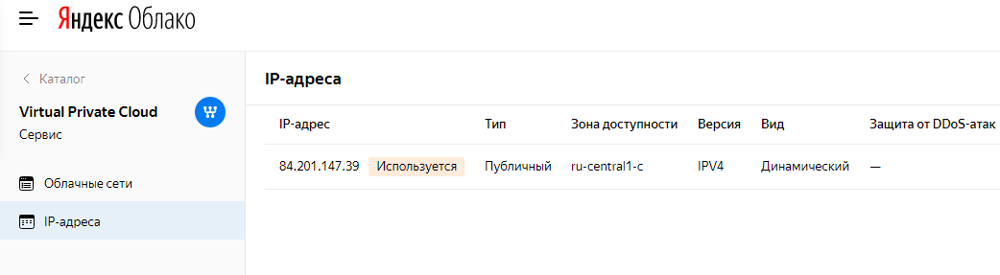 Яндекс Облако
Каталог
Virtual Private Cloud
Сервис
Облачные сети
IP-адреса
IP-адреса
IP-адрес Тип Зона доступности Версия Вид Защита от DDoS-атак
84.201.147.39 Используется Публичный ru-central1-c IPV4 Динамический —